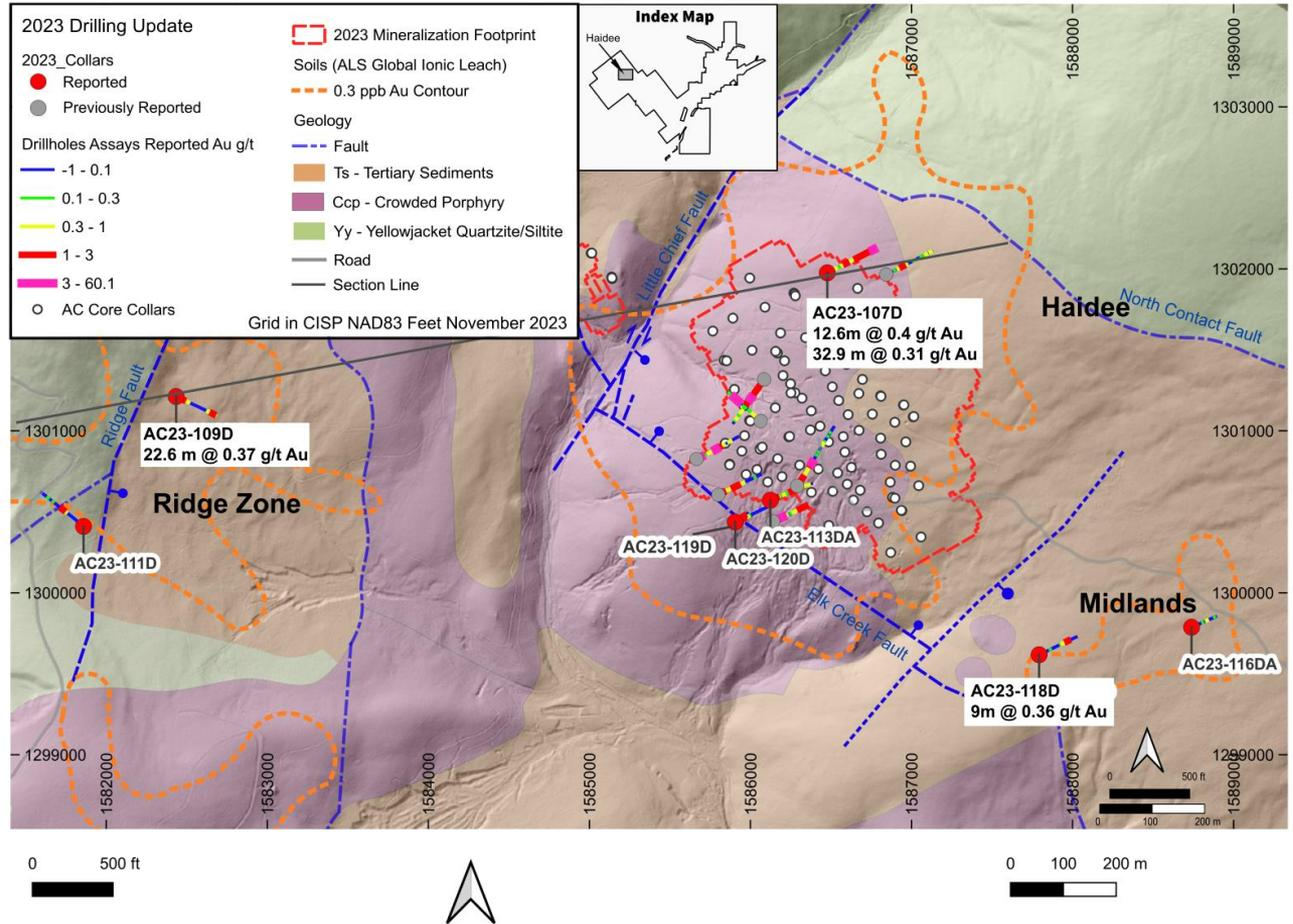 2023 Drilling Update
2023_Collars
Reported
Previously Reported
Drillholes Assays Reported Au g/t
-1 - 0.1
0.1 - 0.3
0.3 - 1
1 - 3
3 - 60.1
AC Core Collars
2023 Mineralization Footprint
Soils (ALS Global Ionic Leach)
0.3 ppb Au Contour
Geology
Fault
Ts - Tertiary Sediments
Ccp - Crowded Porphyry
Yy - Yellowjacket Quartzite/Siltite
Road
Section Line
Grid in CISP NAD83 Feet November 2023
Index Map
Haidee
1587000
1588000
1589000
1303000
1302000
Little Chief Fault
Haidee
North Contact Fault
AC23-107D
12.6m @ 0.4 g/t Au
32.9 m @ 0.31 g/t Au
Ridge Fault
1301000
1301000
AC23-109D
22.6 m @ 0.37 g/t Au
Ridge Zone
AC23-111D
AC23-119D
AC23-113DA
AC23-120D
1300000
1300000
Elk Creek Fault
Midlands
AC23-116DA
AC23-118D
9m @ 0.36 g/t Au
1299000
1299000
1582000
1583000
1584000
1585000
1586000
1587000
1588000
1589000
0 500 ft
0 100 200 m
0 500 ft
0 100 200 m